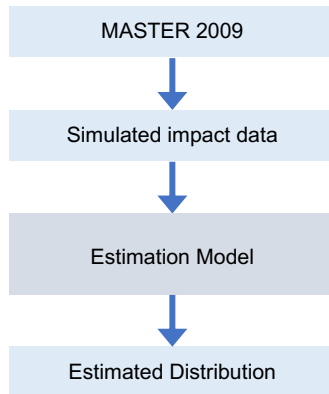 MASTER 2009
Simulated impact data
Estimation Model
Estimated Distribution